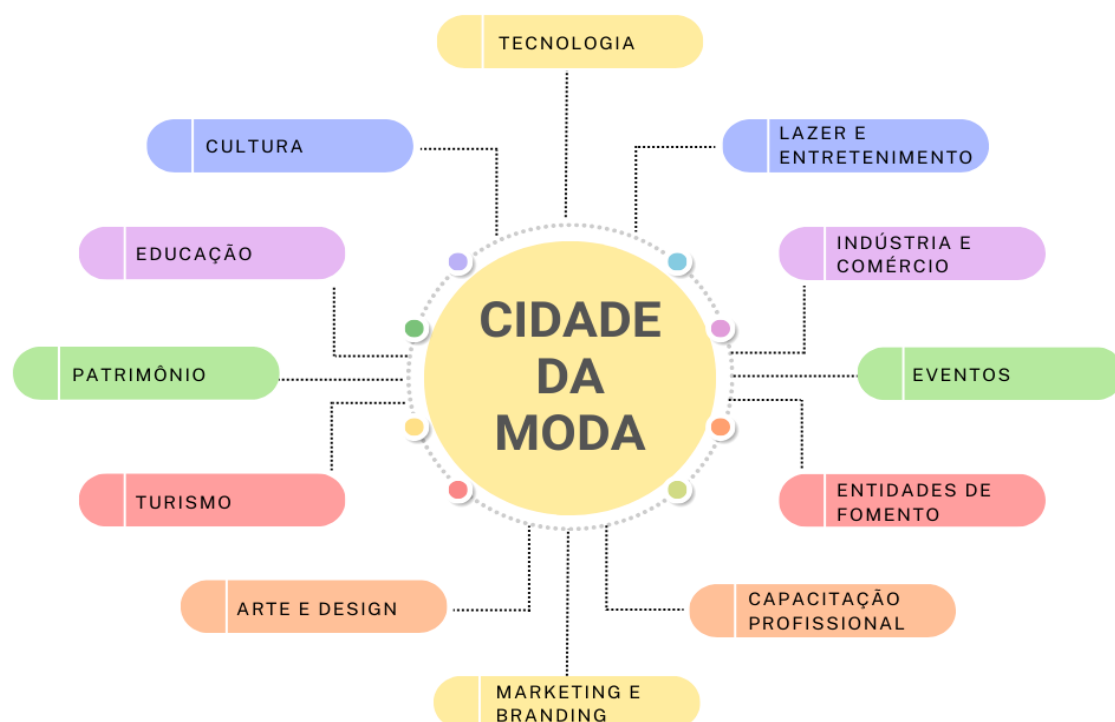 TECNOLOGIA
CULTURA
LAZER E
ENTRETENIMENTO
EDUCAÇÃO
INDÚSTRIA E
COMÉRCIO
CIDADE
DA
MODA
PATRIMÔNIO
EVENTOS
TURISMO
ENTIDADES DE
FOMENTO
ARTE E DESIGN
CAPACITAÇÃO
PROFISSIONAL
MARKETING E
BRANDING